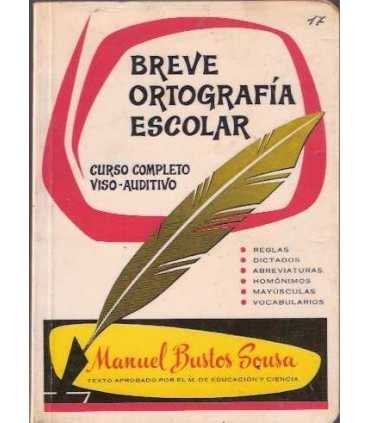 17
BREVE
ORTOGRAFÍA
ESCOLAR
CURSO COMPLETO
VISO-AUDITIVO
REGLAS
DICTADOS
ABREVIATURAS
HOMÓNIMOS
MAYÚSCULAS
VOCABULARIOS
Manuel Bustos Sousa
TEXTO APROBADO POR EL M. DE EDUCACIÓN Y CIENCIA